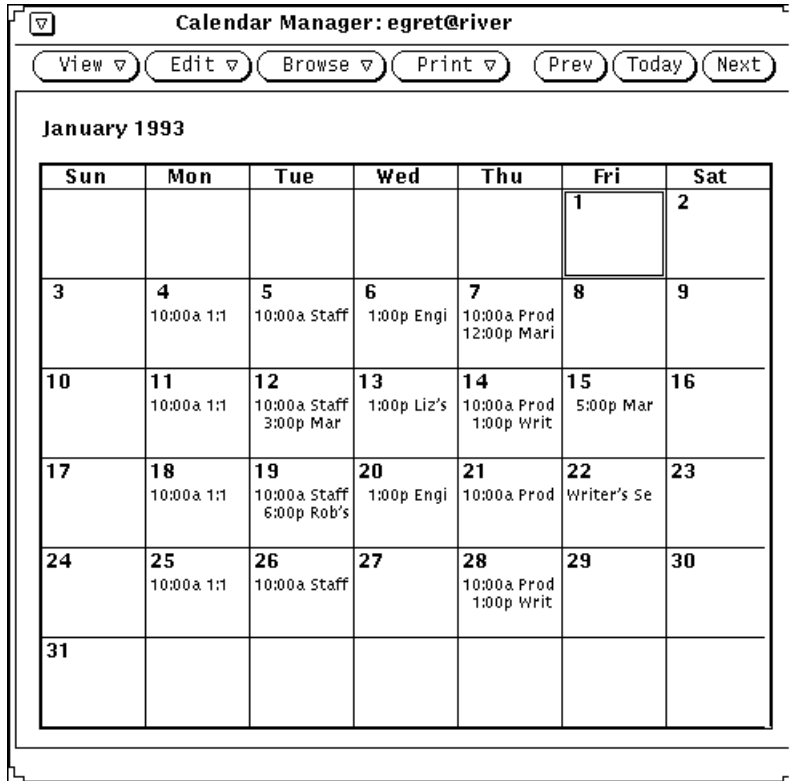 Calendar Manager: egret@river
View Edit Browse Print Prev Today Next
January 1993
Sun Mon Tue Wed Thu Fri Sat
1 2
3 4 5 6 7 8 9
10:00a 1:1 10:00a Staff 1:00p Engi 10:00a Prod
12:00p Mari
10 11 12 13 14 15 16
10:00a 1:1 10:00a Staff 1:00p Liz's 10:00a Prod 5:00p Mar
3:00p Mar 1:00p Writ
17 18 19 20 21 22 23
10:00a 1:1 10:00a Staff 1:00p Engi 10:00a Prod Writer's Se
6:00p Rob's
24 25 26 27 28 29 30
10:00a 1:1 10:00a Staff 10:00a Prod
1:00p Writ
31